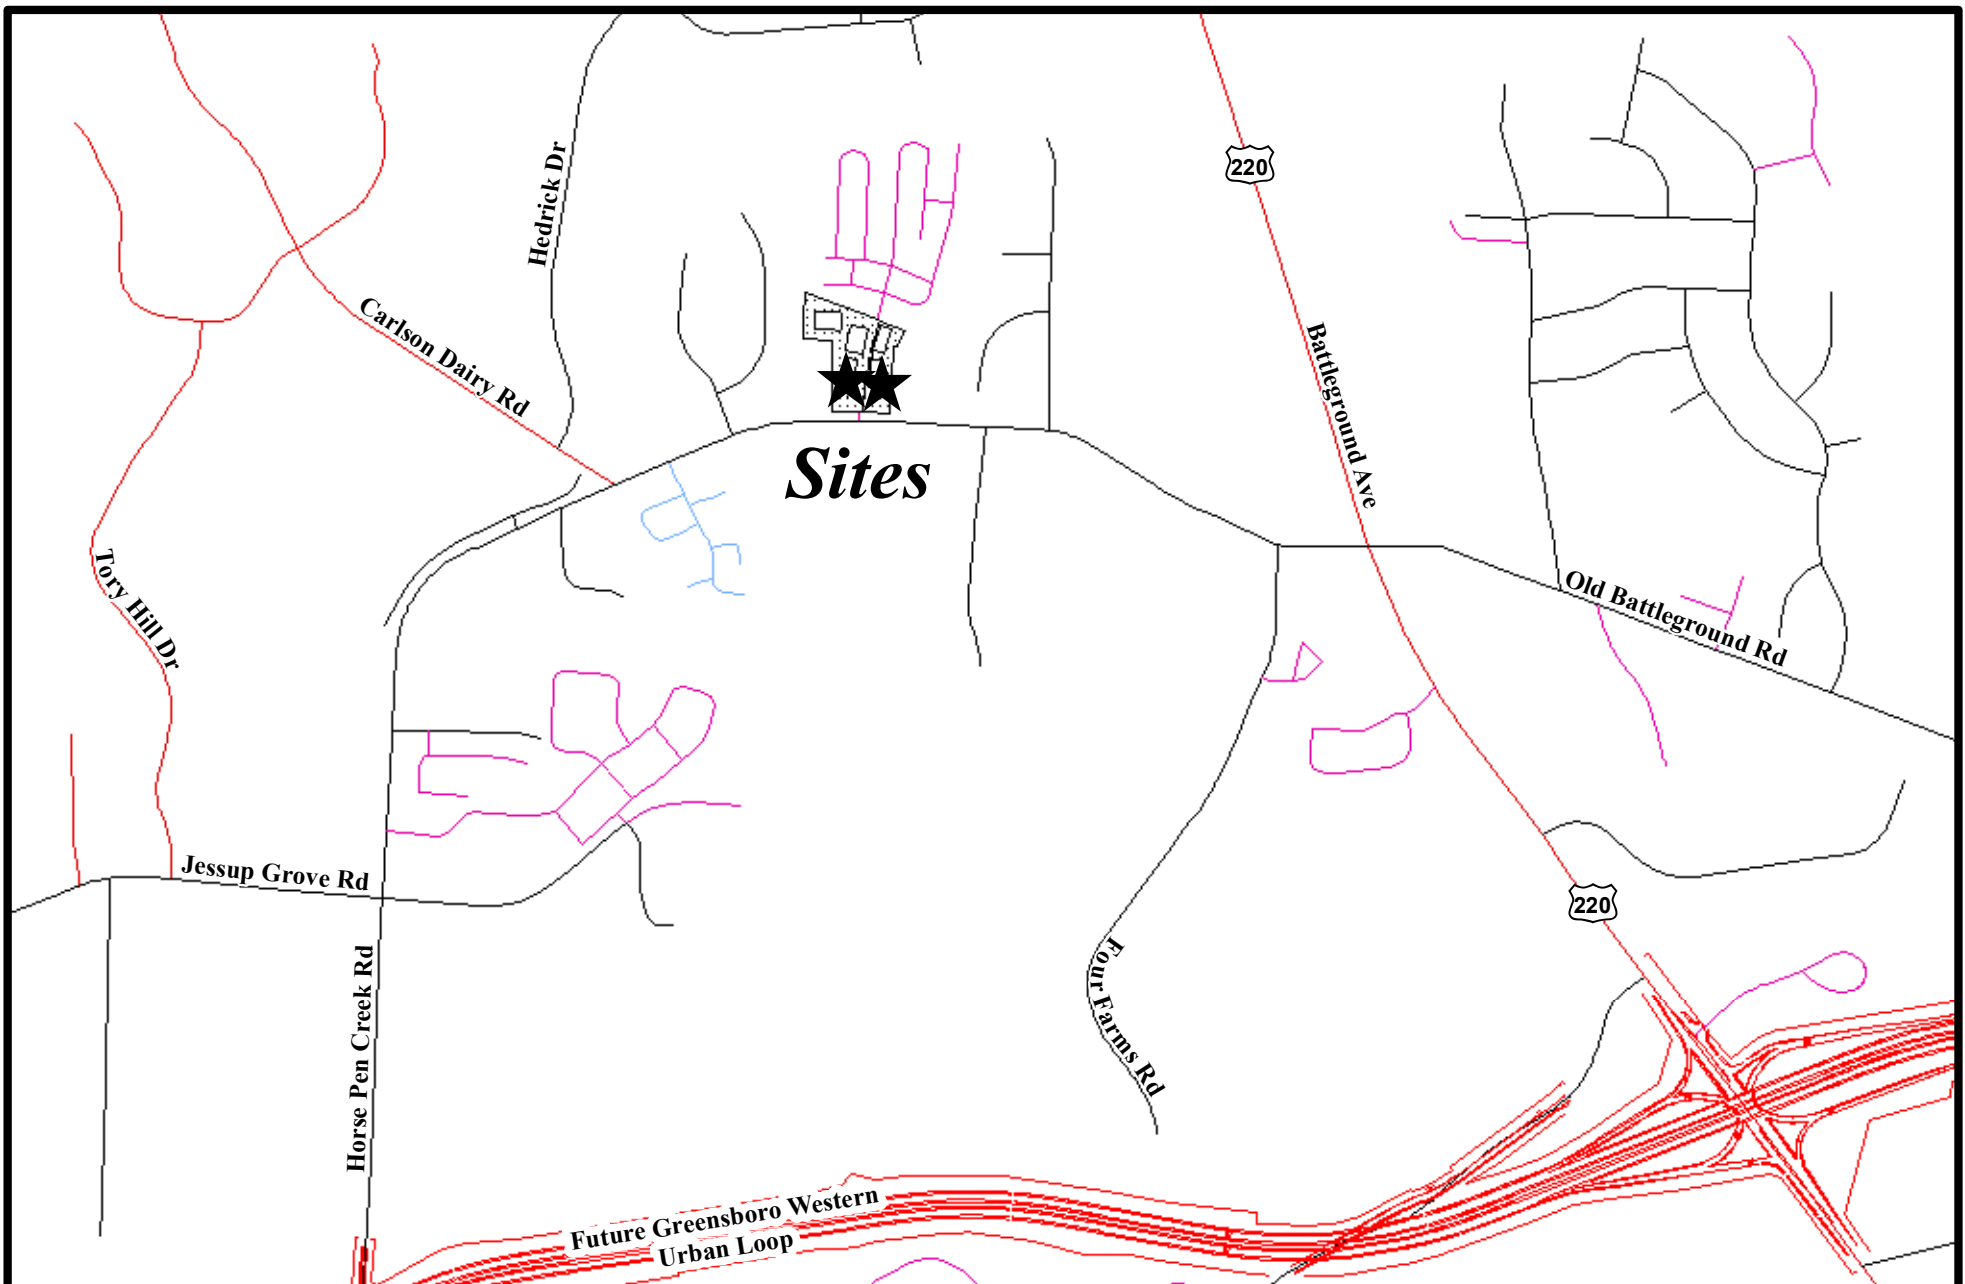 220
Hedrick Dr
Carlson Dairy Rd
Battleground Ave
Sites
Tory Hill Dr
Old Battleground Rd
Jessup Grove Rd
220
Four Farms Rd
Horse Pen Creek Rd
Future Greensboro Western
Urban Loop